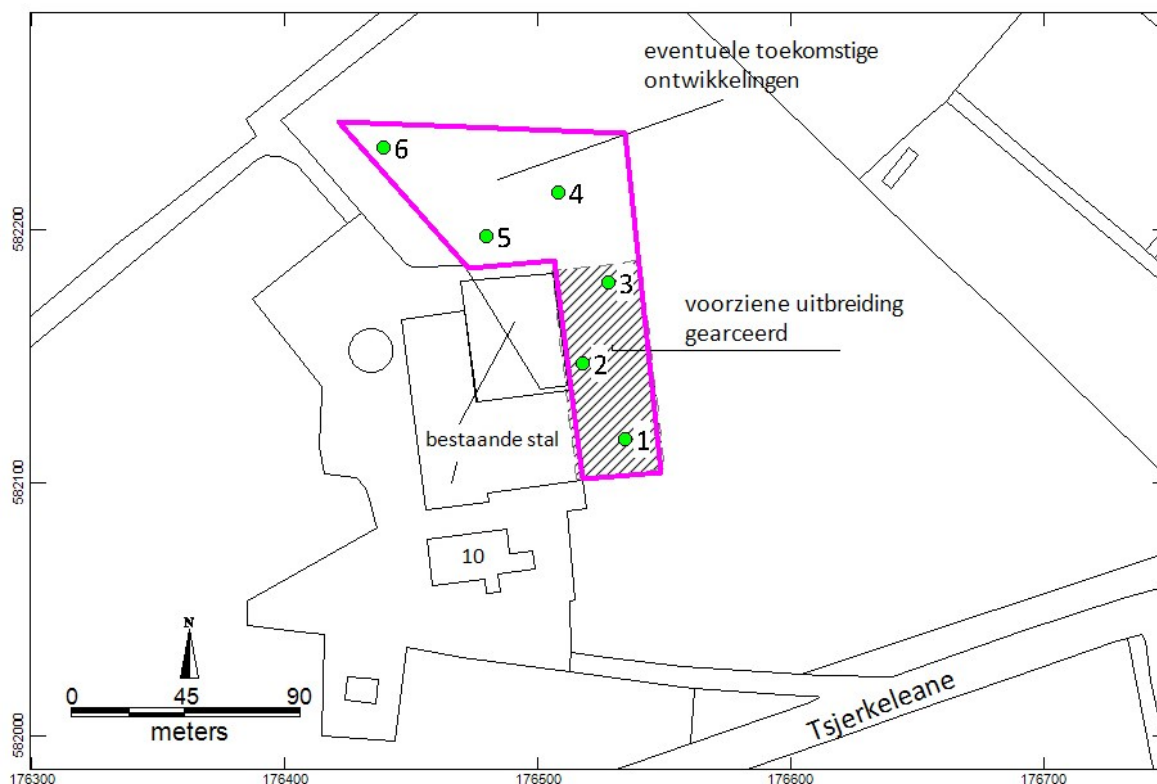 eventuele toekomstige
ontwikkelingen
6
4
5
582200
3
voorziene uitbreiding
gearceerd
2
bestaande stal
1
582100
10
N
0 45 90
meters
Tsjerkeleane
582000
176300 176400 176500 176600 176700